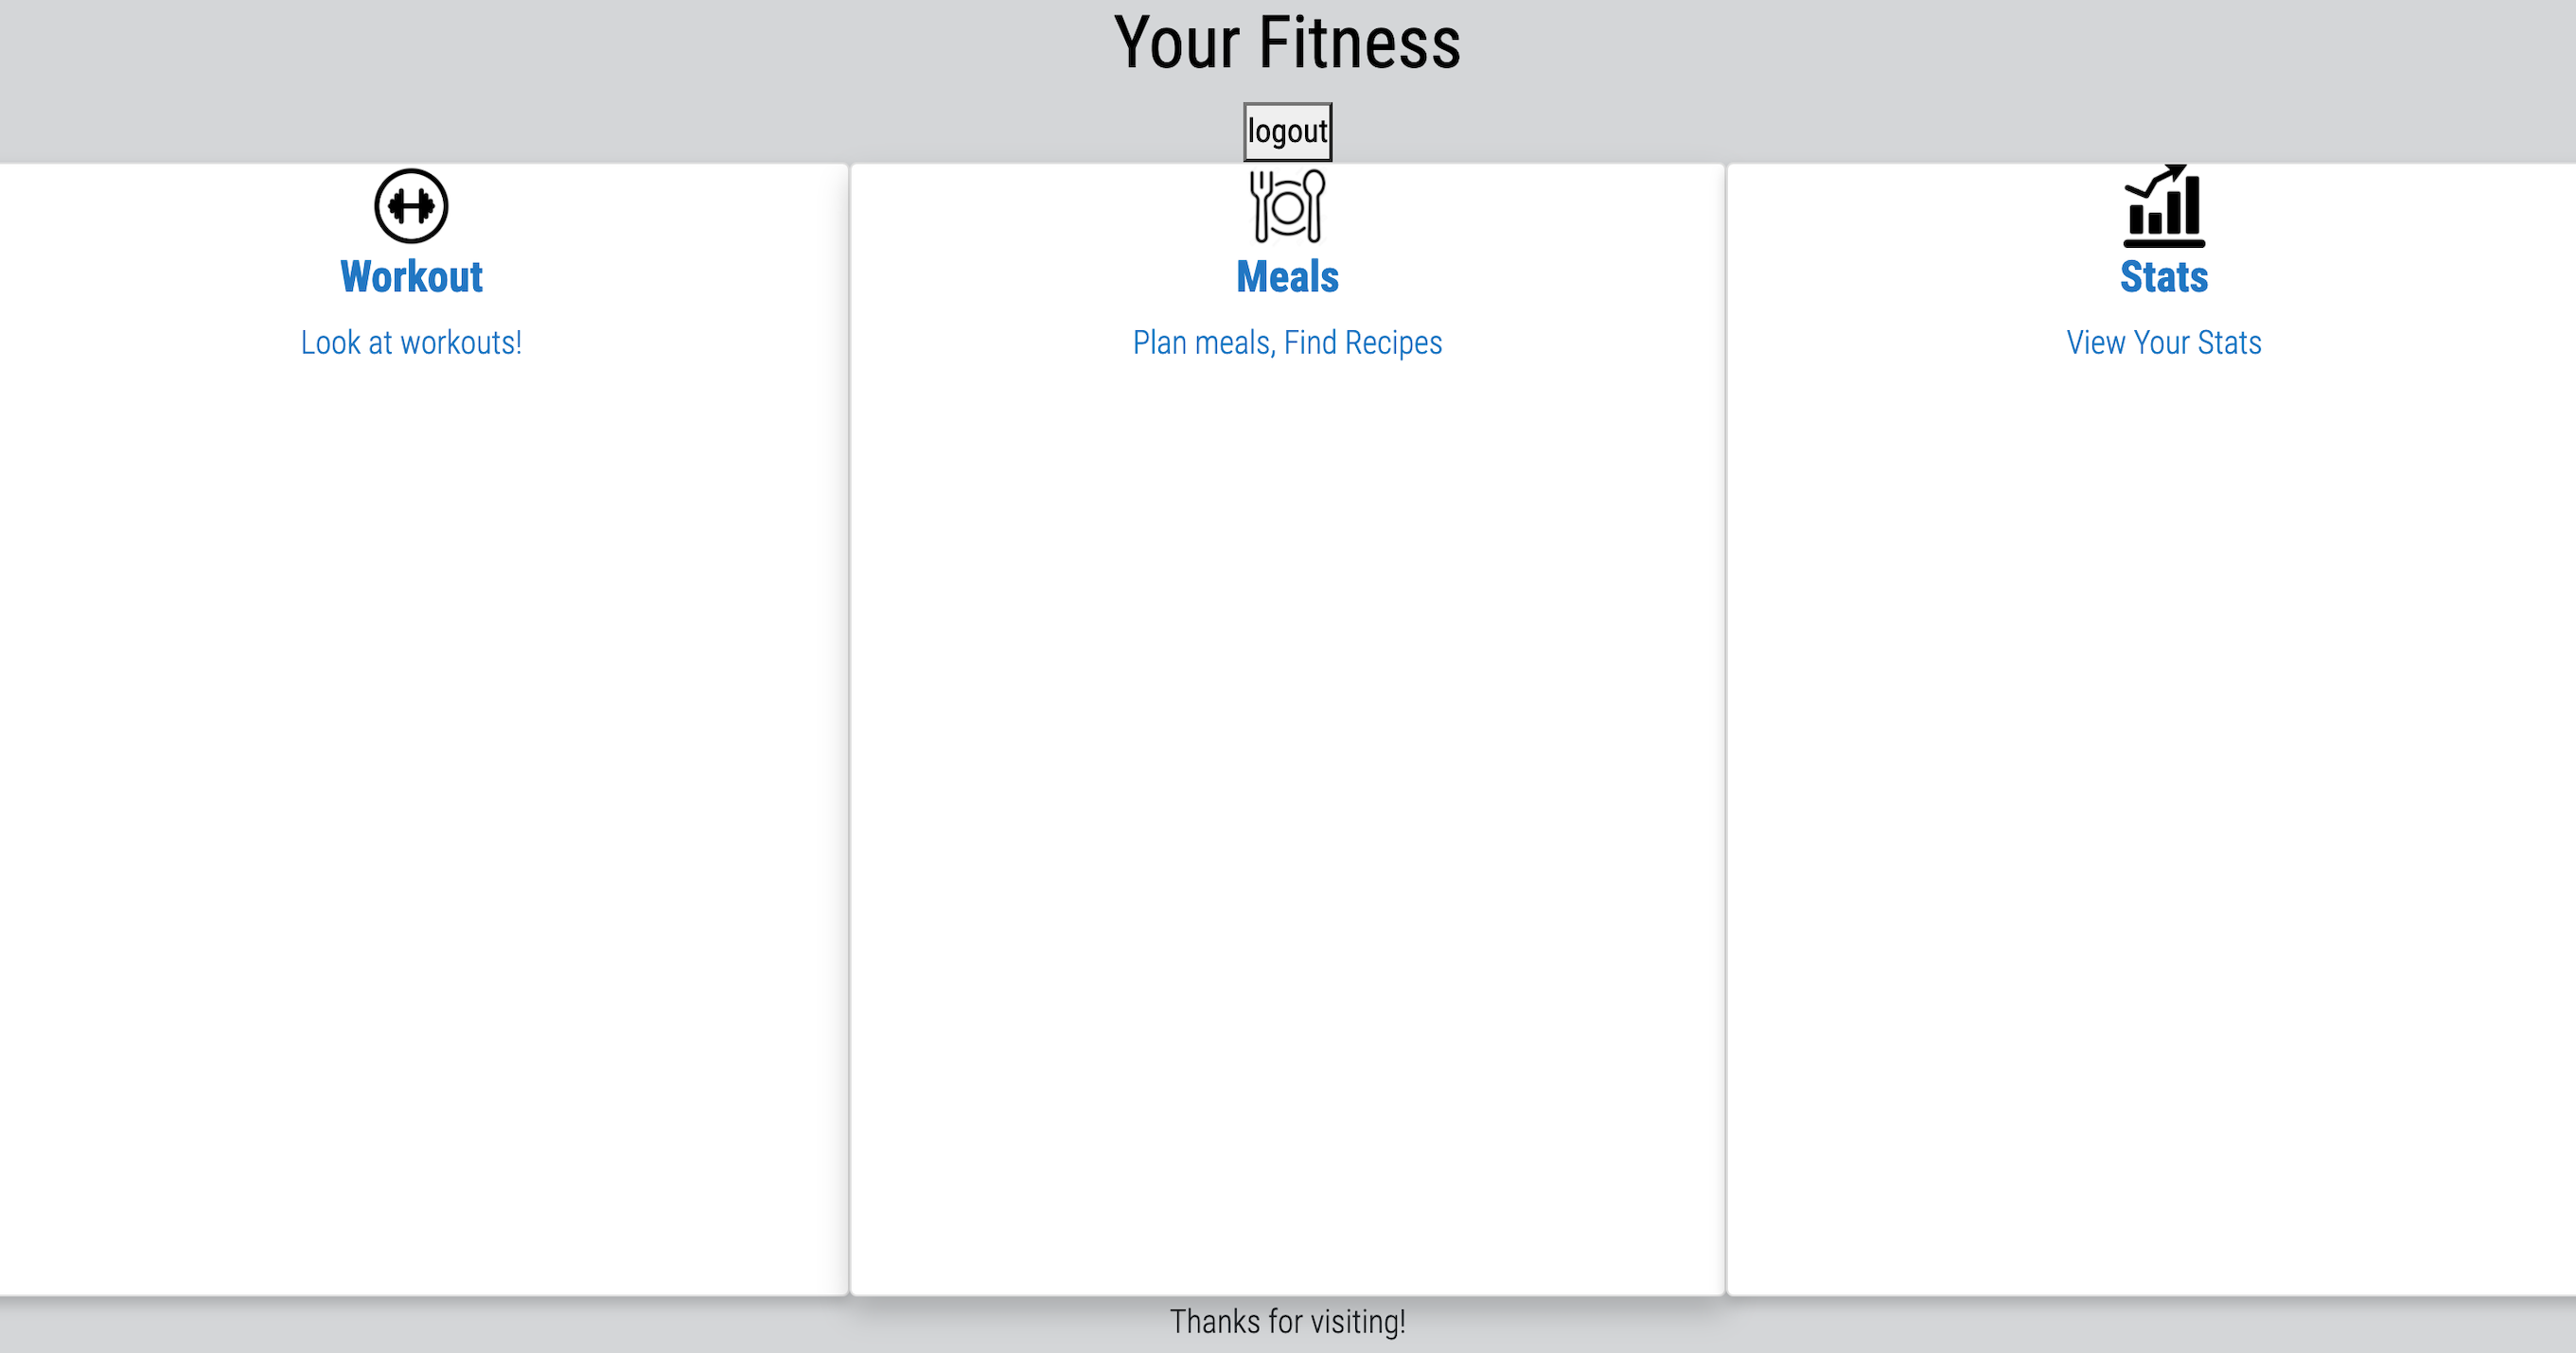 Your Fitness
logout
Workout
Look at workouts!
Meals
Plan meals, Find Recipes
Stats
View Your Stats
Thanks for visiting!